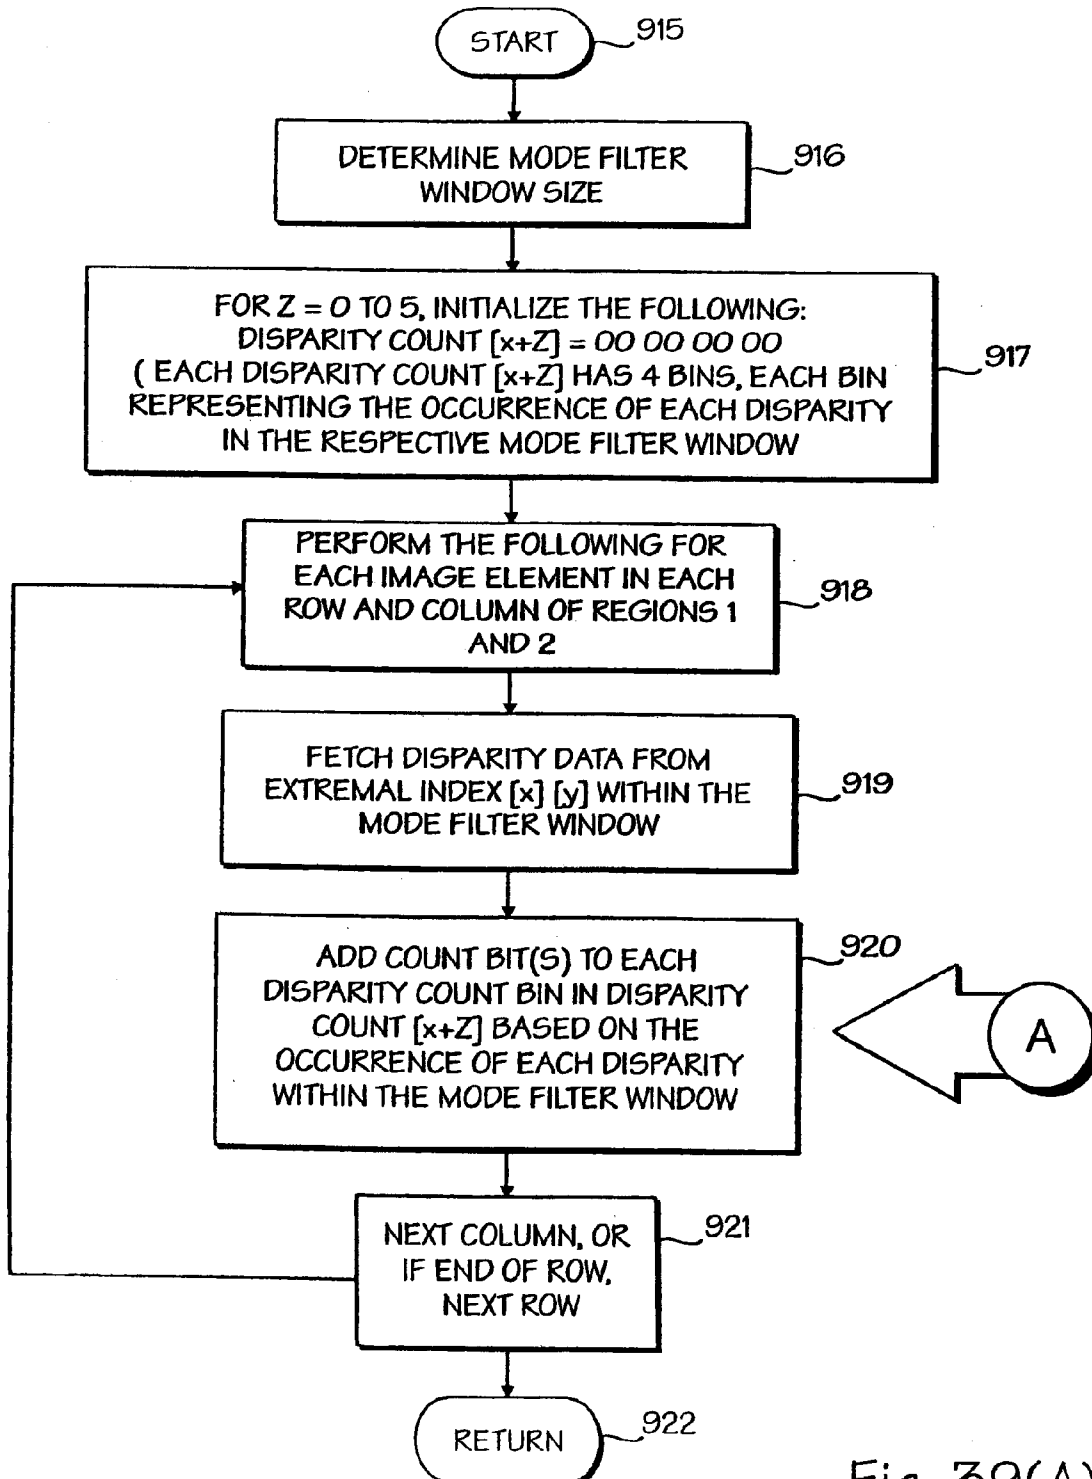 START
915
DETERMINE MODE FILTER
WINDOW SIZE
916
FOR Z = 0 TO 5, INITIALIZE THE FOLLOWING:
DISPARITY COUNT [x+Z] = 00 00 00 00
( EACH DISPARITY COUNT [x+Z] HAS 4 BINS, EACH BIN
REPRESENTING THE OCCURRENCE OF EACH DISPARITY
IN THE RESPECTIVE MODE FILTER WINDOW
917
PERFORM THE FOLLOWING FOR
EACH IMAGE ELEMENT IN EACH
ROW AND COLUMN OF REGIONS 1
AND 2
918
FETCH DISPARITY DATA FROM
EXTREMAL INDEX [x] [y] WITHIN THE
MODE FILTER WINDOW
919
ADD COUNT BIT(S) TO EACH
DISPARITY COUNT BIN IN DISPARITY
COUNT [x+Z] BASED ON THE
OCCURRENCE OF EACH DISPARITY
WITHIN THE MODE FILTER WINDOW
920
A
NEXT COLUMN, OR
IF END OF ROW,
NEXT ROW
921
RETURN
922
Fig. 39(A)